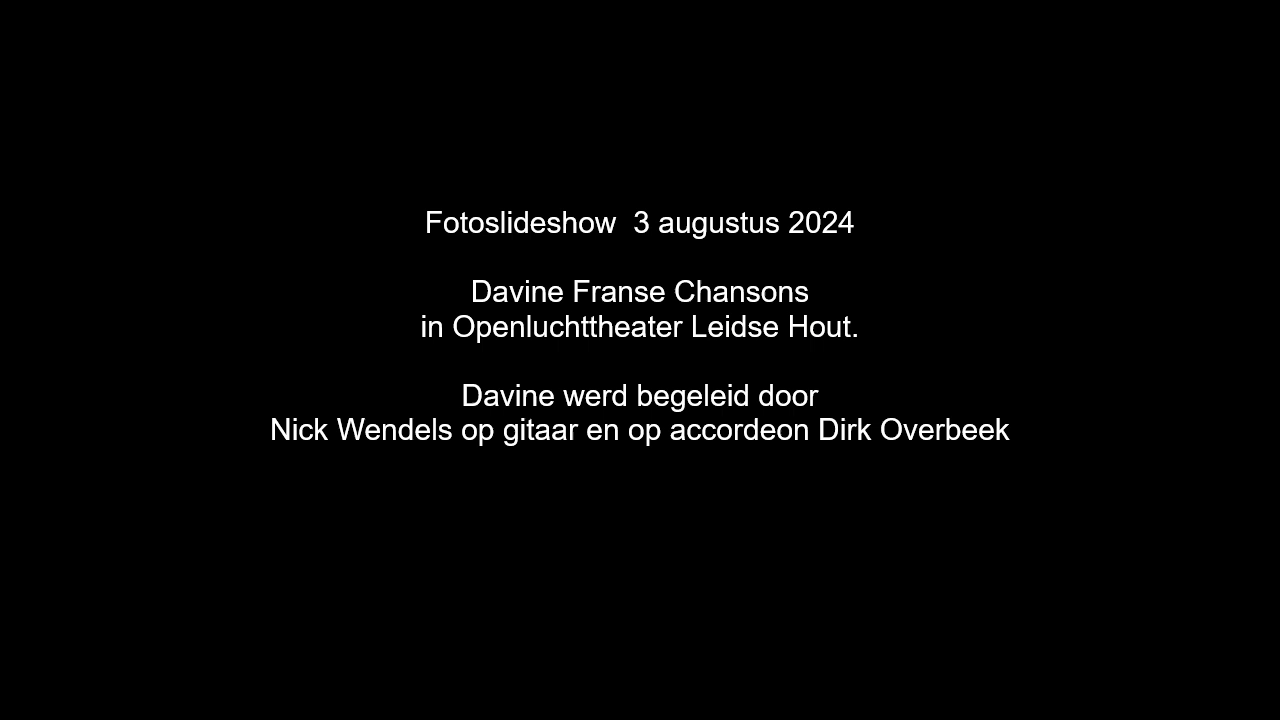 Fotoslideshow  3 augustus 2024
Davine Franse Chansons
in Openluchttheater Leidse Hout.
Davine werd begeleid door
Nick Wendels op gitaar en op accordeon Dirk Overbeek